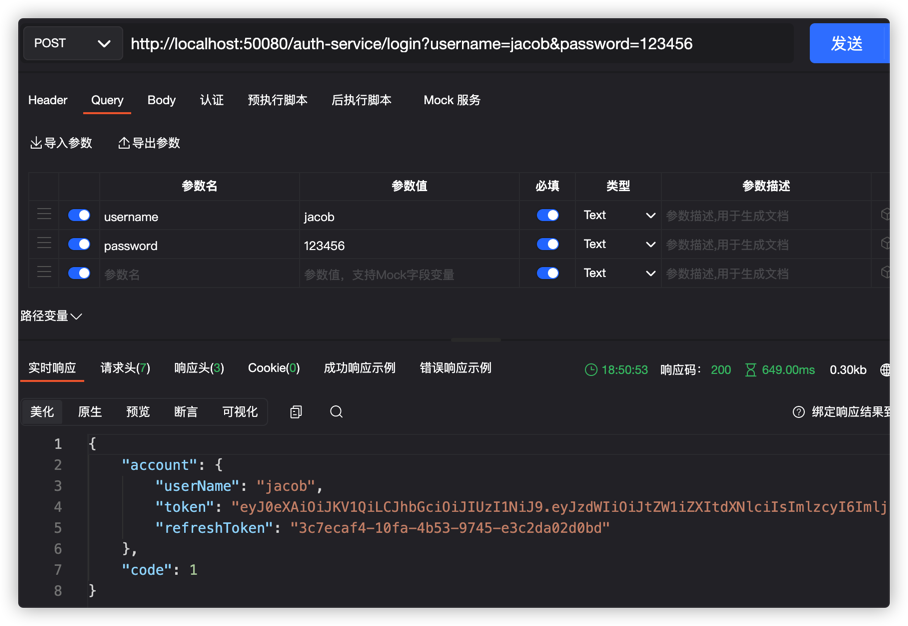 POST http://localhost:50080/auth-service/login?username=jacob&password=123456 发送
Header Query Body 认证 预执行脚本 后执行脚本 Mock 服务
导入参数 导出参数
参数名 参数值 必填 类型 参数描述
username jacob Text 参数描述,用于生成文档
password 123456 Text 参数描述,用于生成文档
参数名 参数值，支持Mock字段变量 Text 参数描述,用于生成文档
路径变量
实时响应 请求头(7) 响应头(3) Cookie(0) 成功响应示例 错误响应示例 18:50:53 响应码： 200 649.00ms 0.30kb
美化 原生 预览 断言 可视化 绑定响应结果到
1 {
2 "account": {
3 "userName": "jacob",
4 "token": "eyJ0eXAiOiJKV1QiLCJhbGciOiJIUzI1NiJ9.eyJzdWIiOiJtZW1iZXItdXNlciIsImlzcyI6Imlj
5 "refreshToken": "3c7ecaf4-10fa-4b53-9745-e3c2da02d0bd"
6 },
7 "code": 1
8 }